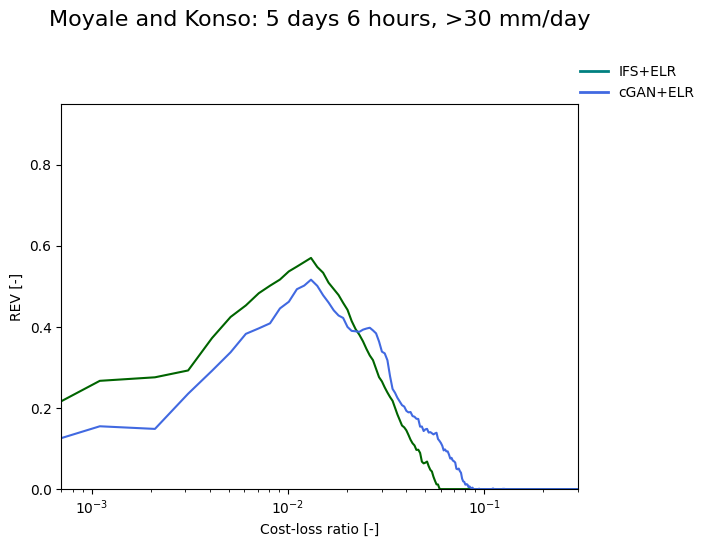 Moyale and Konso: 5 days 6 hours, >30 mm/day
IFS+ELR
cGAN+ELR
0.8
0.6
0.4
0.2
0.0
REV [-]
10⁻³
10⁻²
10⁻¹
Cost-loss ratio [-]